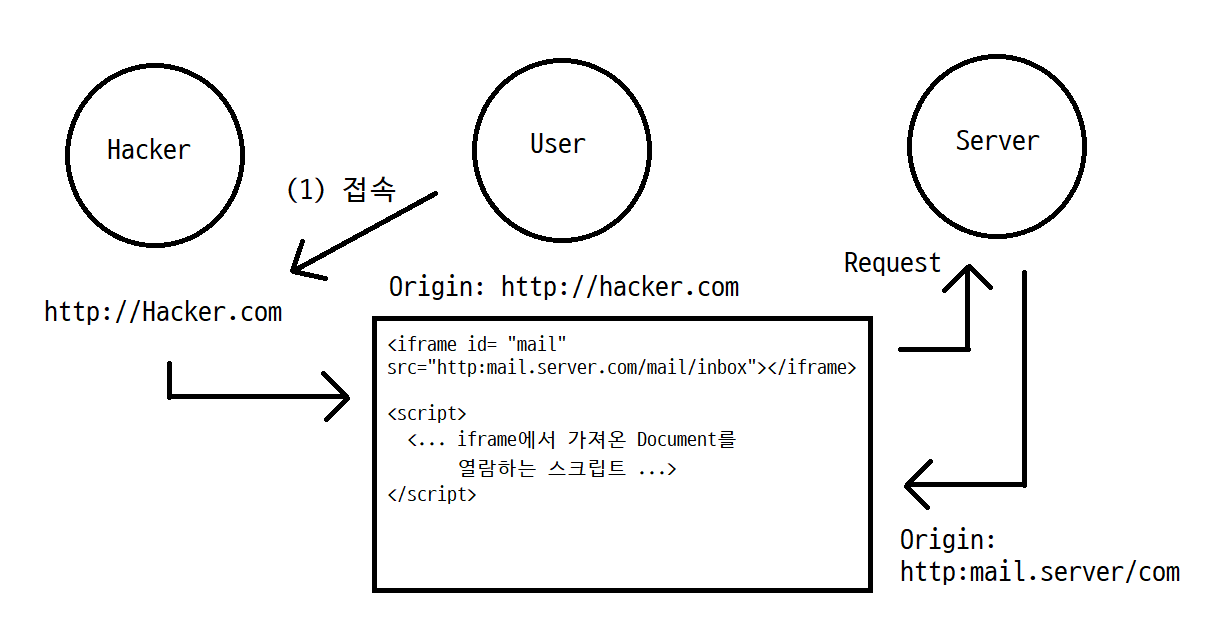 Hacker
User
Server
(1) 접속
Request
Origin: http://hacker.com
http://Hacker.com
<iframe id= "mail"
src="http:mail.server.com/mail/inbox"></iframe>
<script>
<... iframe에서 가져온 Document를
열람하는 스크립트 ...>
</script>
Origin:
http:mail.server/com